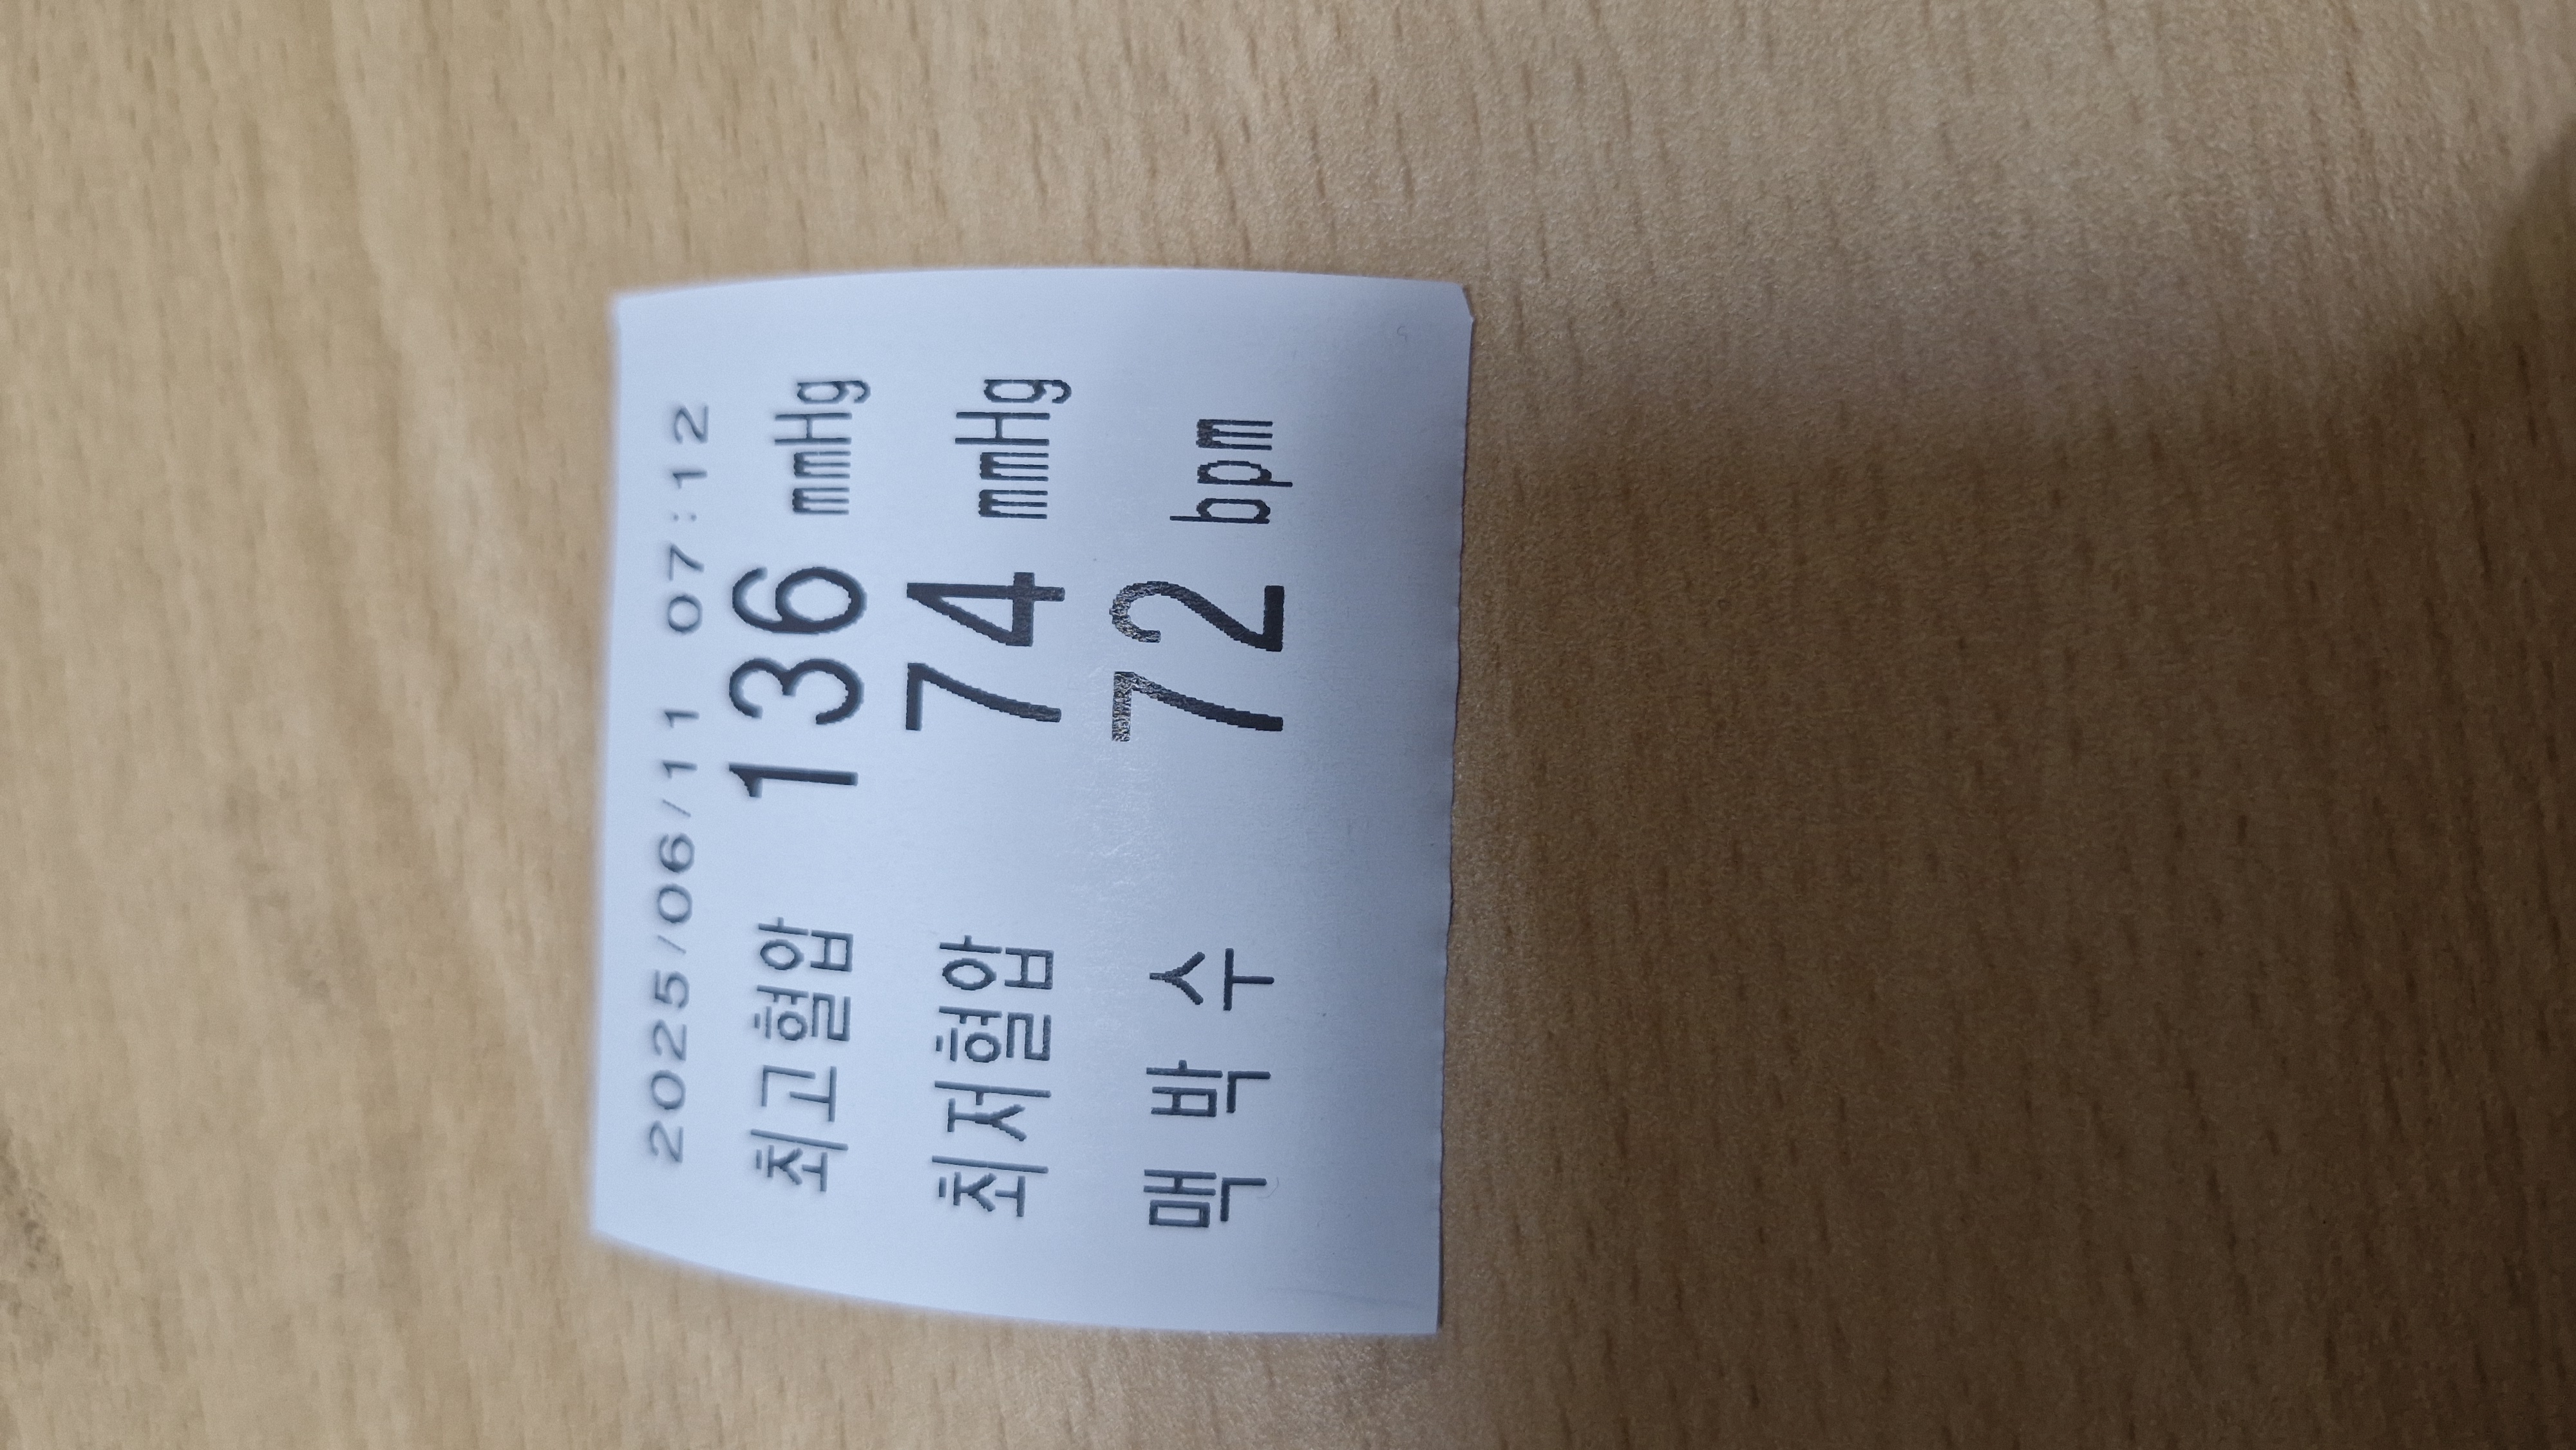 2025/06/11 07:12
최고혈압 136 mmHg
최저혈압 74 mmHg
맥 박 수 72 bpm